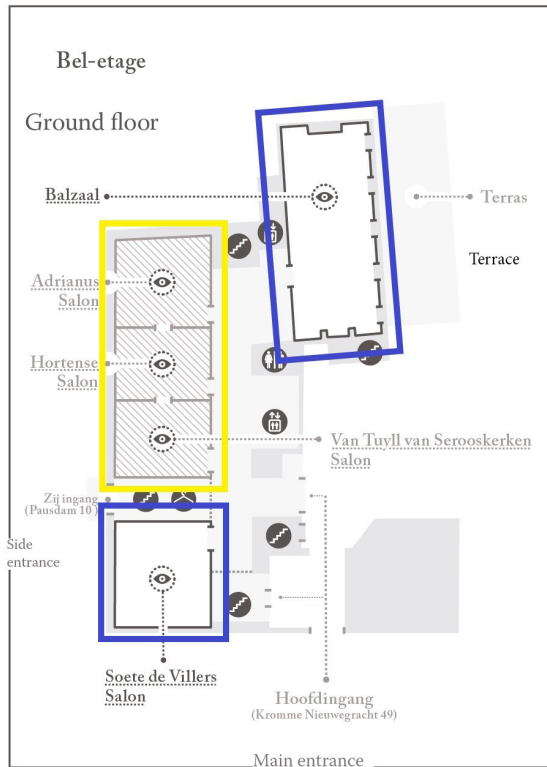 Bel-etage
Ground floor
Balzaal
Terras
Terrace
Adrianus
Salon
Hortense
Salon
Van Tuyll van Serooskerken
Salon
Zij ingang
(Pausdam 10)
Side
entrance
Soete de Villers
Salon
Hoofdingang
(Kromme Nieuwegracht 49)
Main entrance